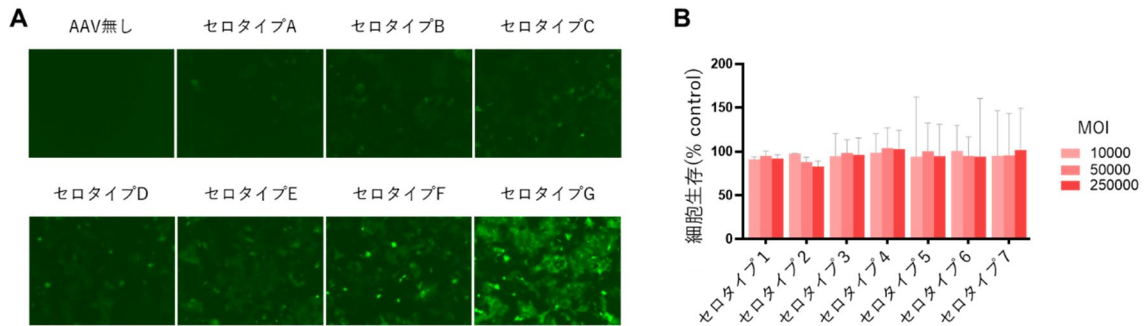 A
AAV無し
セロタイプA
セロタイプB
セロタイプC
セロタイプD
セロタイプE
セロタイプF
セロタイプG
B
細胞生存(% control)
200
150
100
50
0
セロタイプ1
セロタイプ2
セロタイプ3
セロタイプ4
セロタイプ5
セロタイプ6
セロタイプ7
MOI
10000
50000
250000